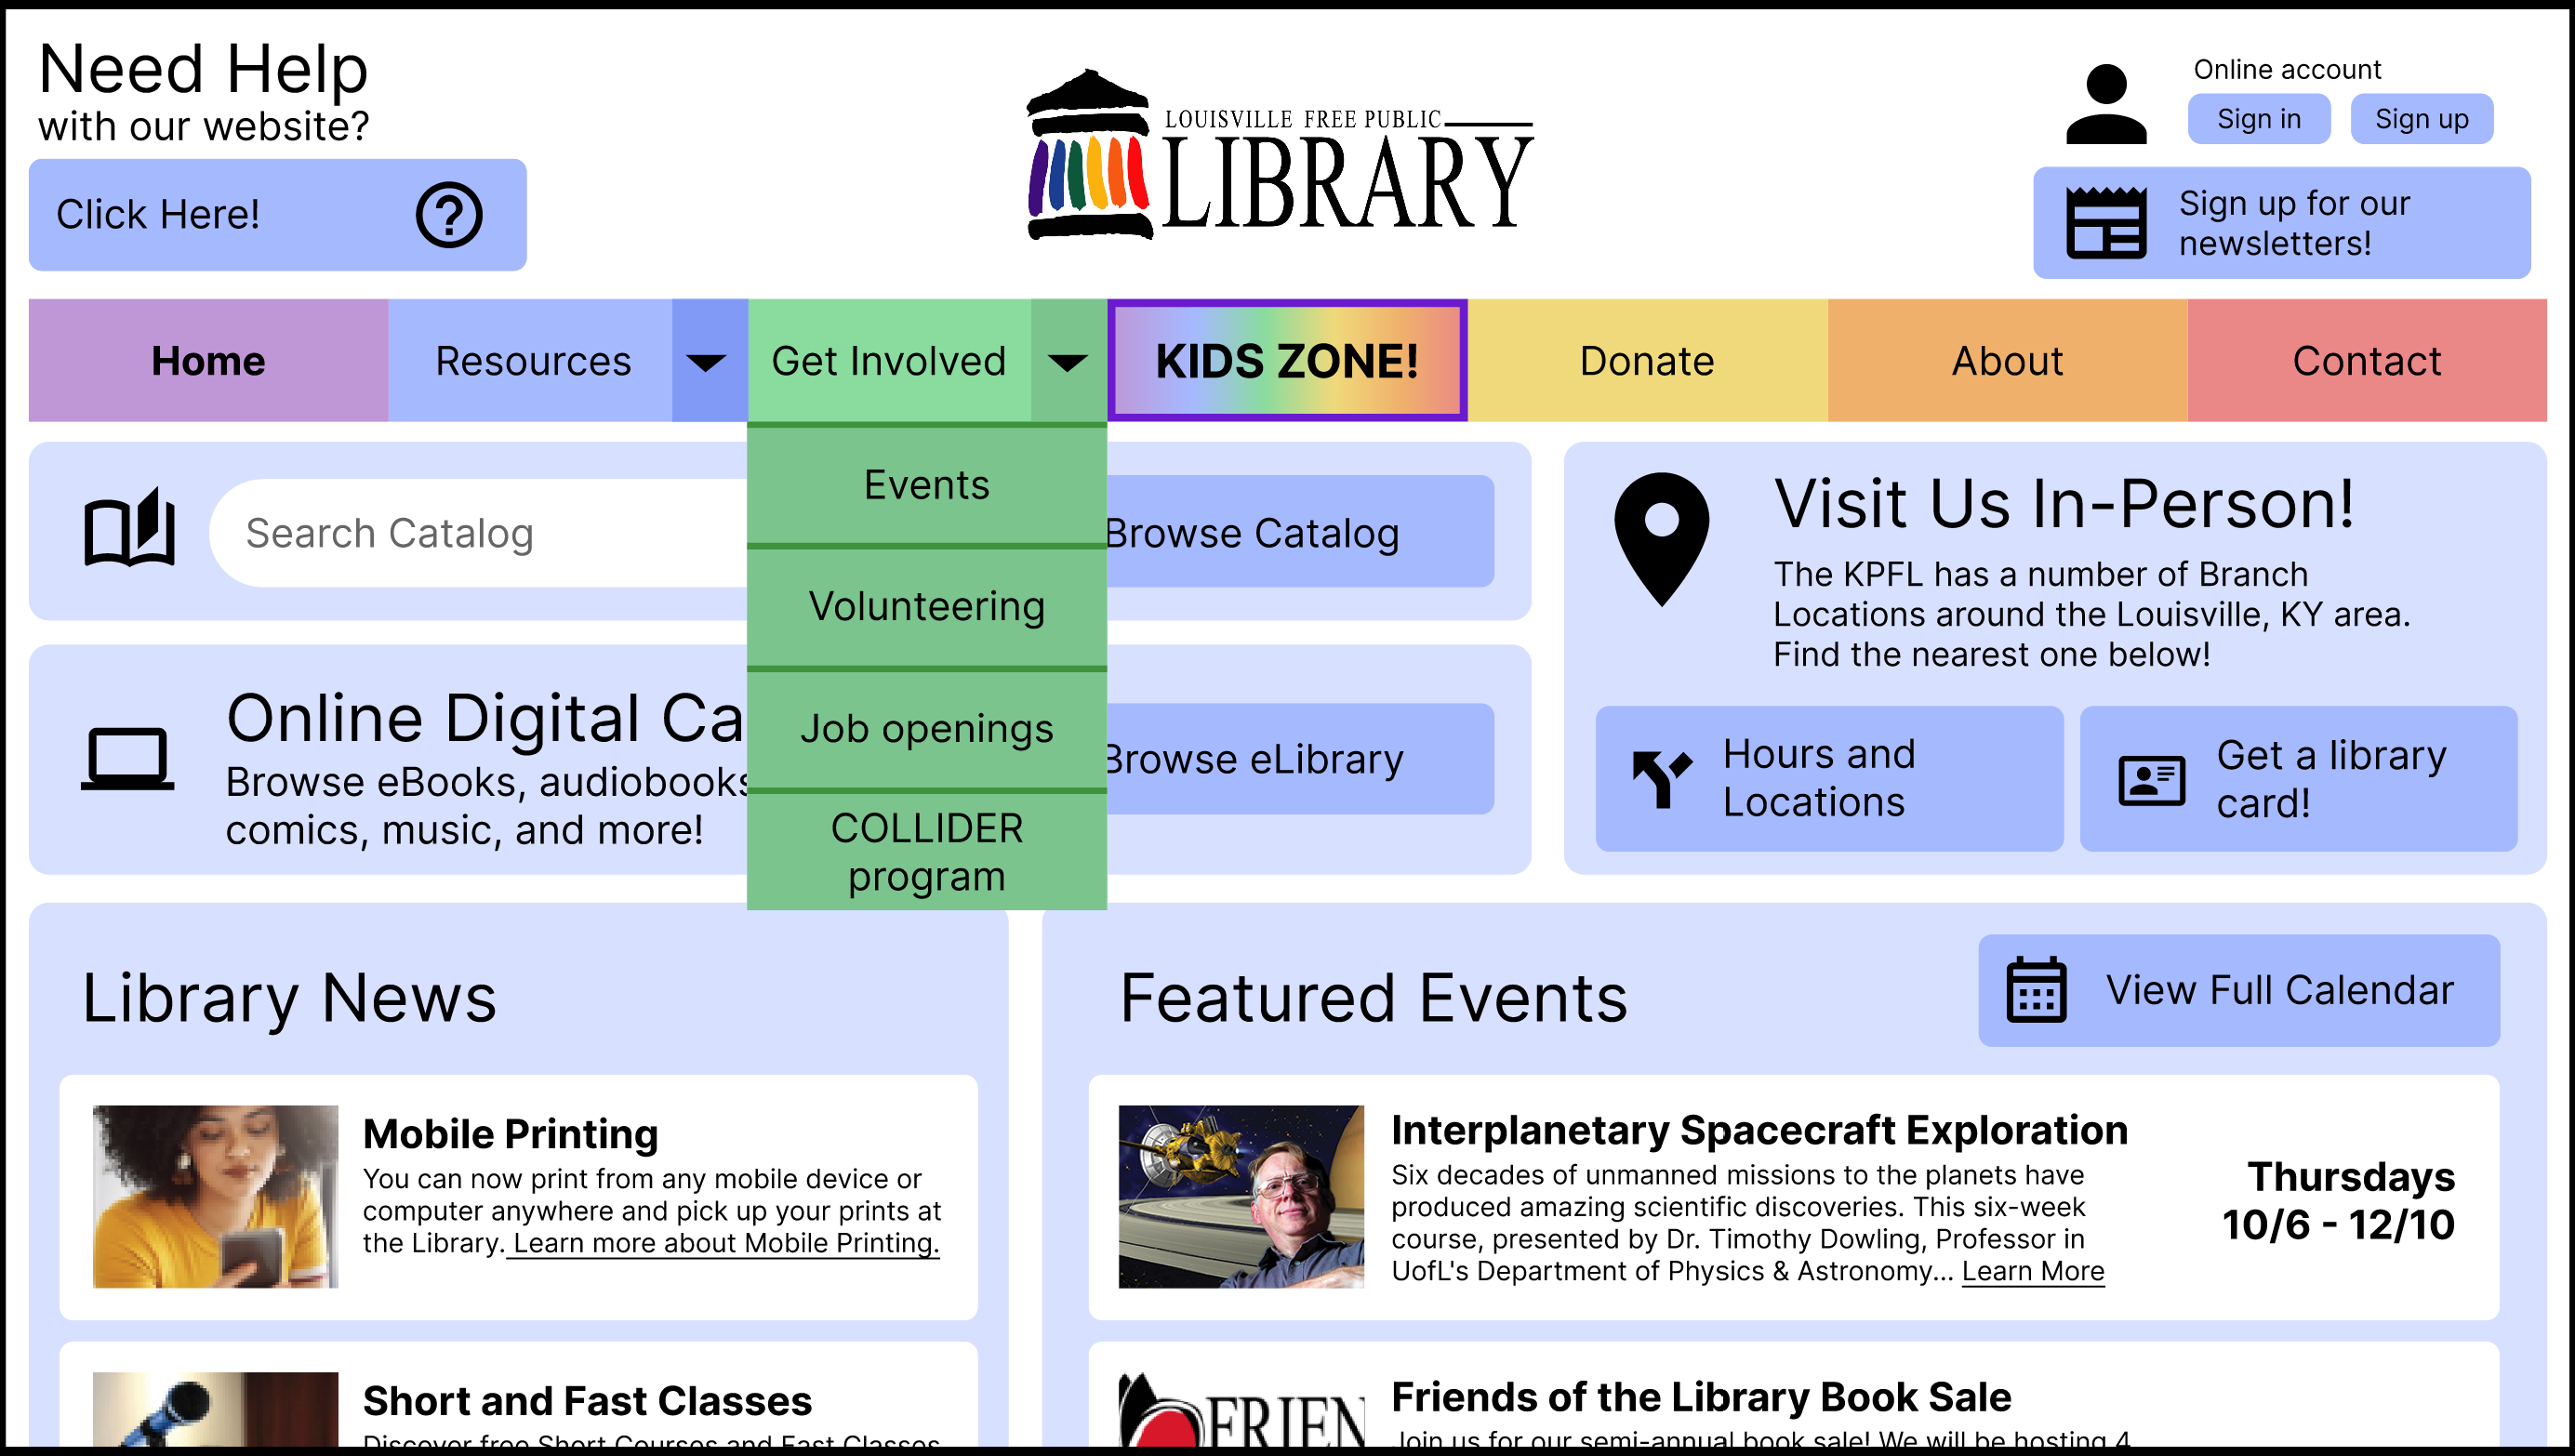 Need Help
with our website?
Click Here!
LOUISVILLE FREE PUBLIC
LIBRARY
Online account
Sign in
Sign up
Sign up for our
newsletters!
Home
Resources
Get Involved
KIDS ZONE!
Donate
About
Contact
Events
Volunteering
Job openings
COLLIDER
program
Search Catalog
Browse Catalog
Online Digital Ca
Browse eBooks, audiobooks
comics, music, and more!
Browse eLibrary
Visit Us In-Person!
The KPFL has a number of Branch
Locations around the Louisville, KY area.
Find the nearest one below!
Hours and
Locations
Get a library
card!
Library News
Mobile Printing
You can now print from any mobile device or
computer anywhere and pick up your prints at
the Library. Learn more about Mobile Printing.
Short and Fast Classes
Discover free Short Courses and Fast Classes
Featured Events
View Full Calendar
Interplanetary Spacecraft Exploration
Six decades of unmanned missions to the planets have
produced amazing scientific discoveries. This six-week
course, presented by Dr. Timothy Dowling, Professor in
UofL's Department of Physics & Astronomy... Learn More
Thursdays
10/6 - 12/10
FRIEN
Friends of the Library Book Sale
Join us for our semi-annual book sale! We will be hosting 4